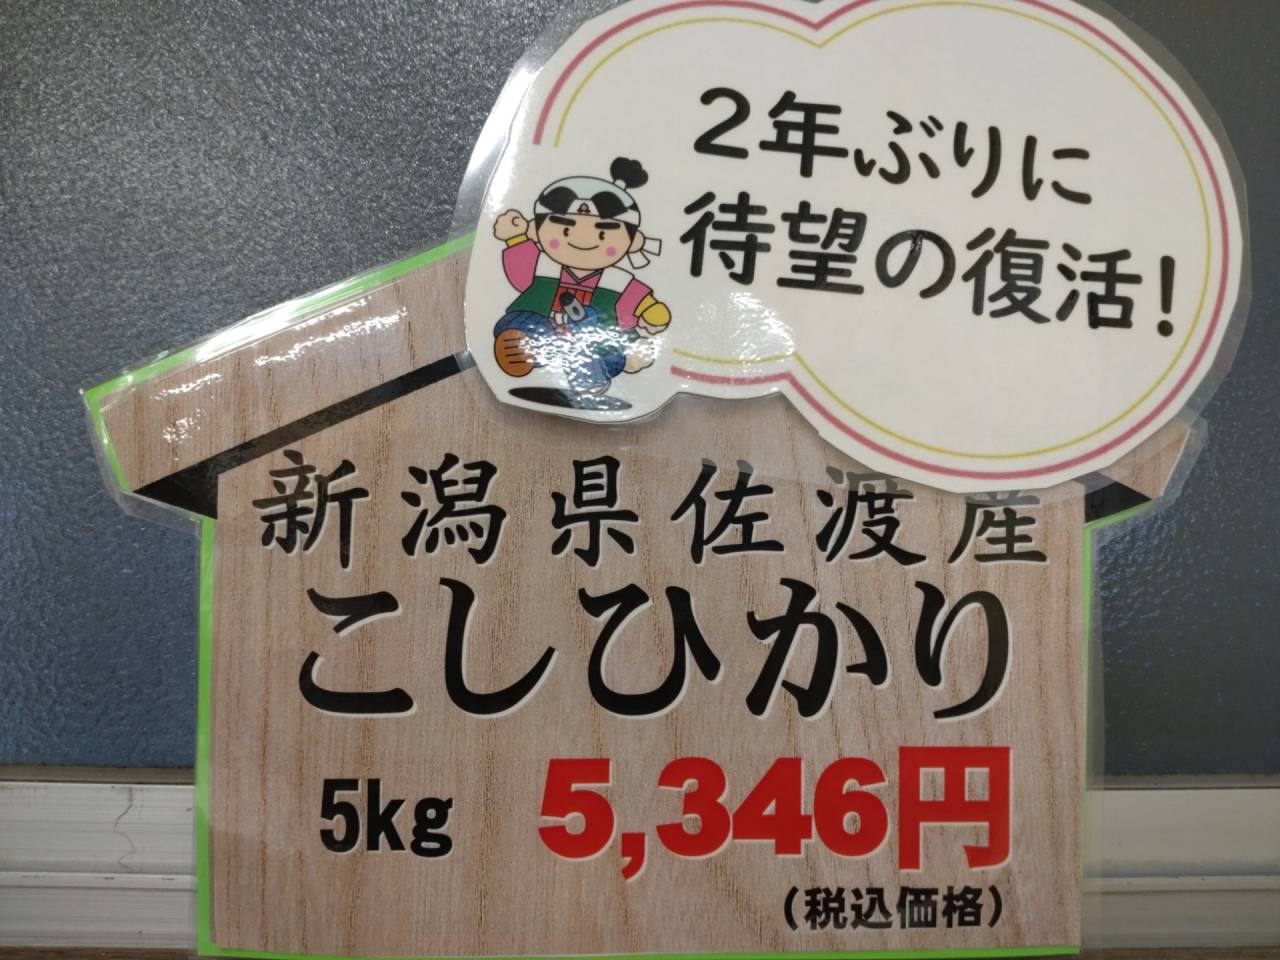 2年ぶりに
待望の復活！
新潟県佐渡産
こしひかり
5kg 5,346円
（税込価格）